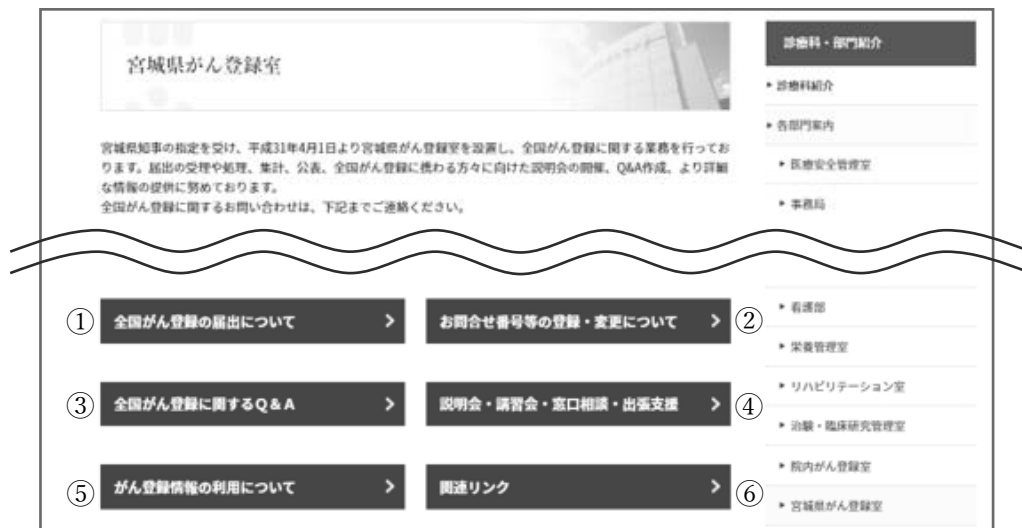 宮城県がん登録室
宮城県知事の指定を受け、平成31年4月1日より宮城県がん登録室を設置し、全国がん登録に関する業務を行ってお
ります。届出の受理や処理、集計、公表、全国がん登録に携わる方々に向けた説明会の開催、Q&A作成、より詳細
な情報の提供に努めております。
全国がん登録に関するお問い合わせは、下記までご連絡ください。
① 全国がん登録の届出について
お問合せ番号等の登録・変更について ②
③ 全国がん登録に関するQ&A
説明会・講習会・窓口相談・出張支援 ④
⑤ がん登録情報の利用について
関連リンク ⑥
診療科・部門紹介
診療科紹介
各部門案内
医療安全管理室
事務局
看護部
栄養管理室
リハビリテーション室
治験・臨床研究管理室
院内がん登録室
宮城県がん登録室